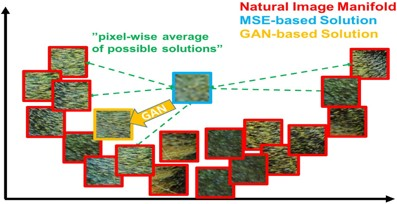 Natural Image Manifold
MSE-based Solution
GAN-based Solution
"pixel-wise average
of possible solutions"
GAN